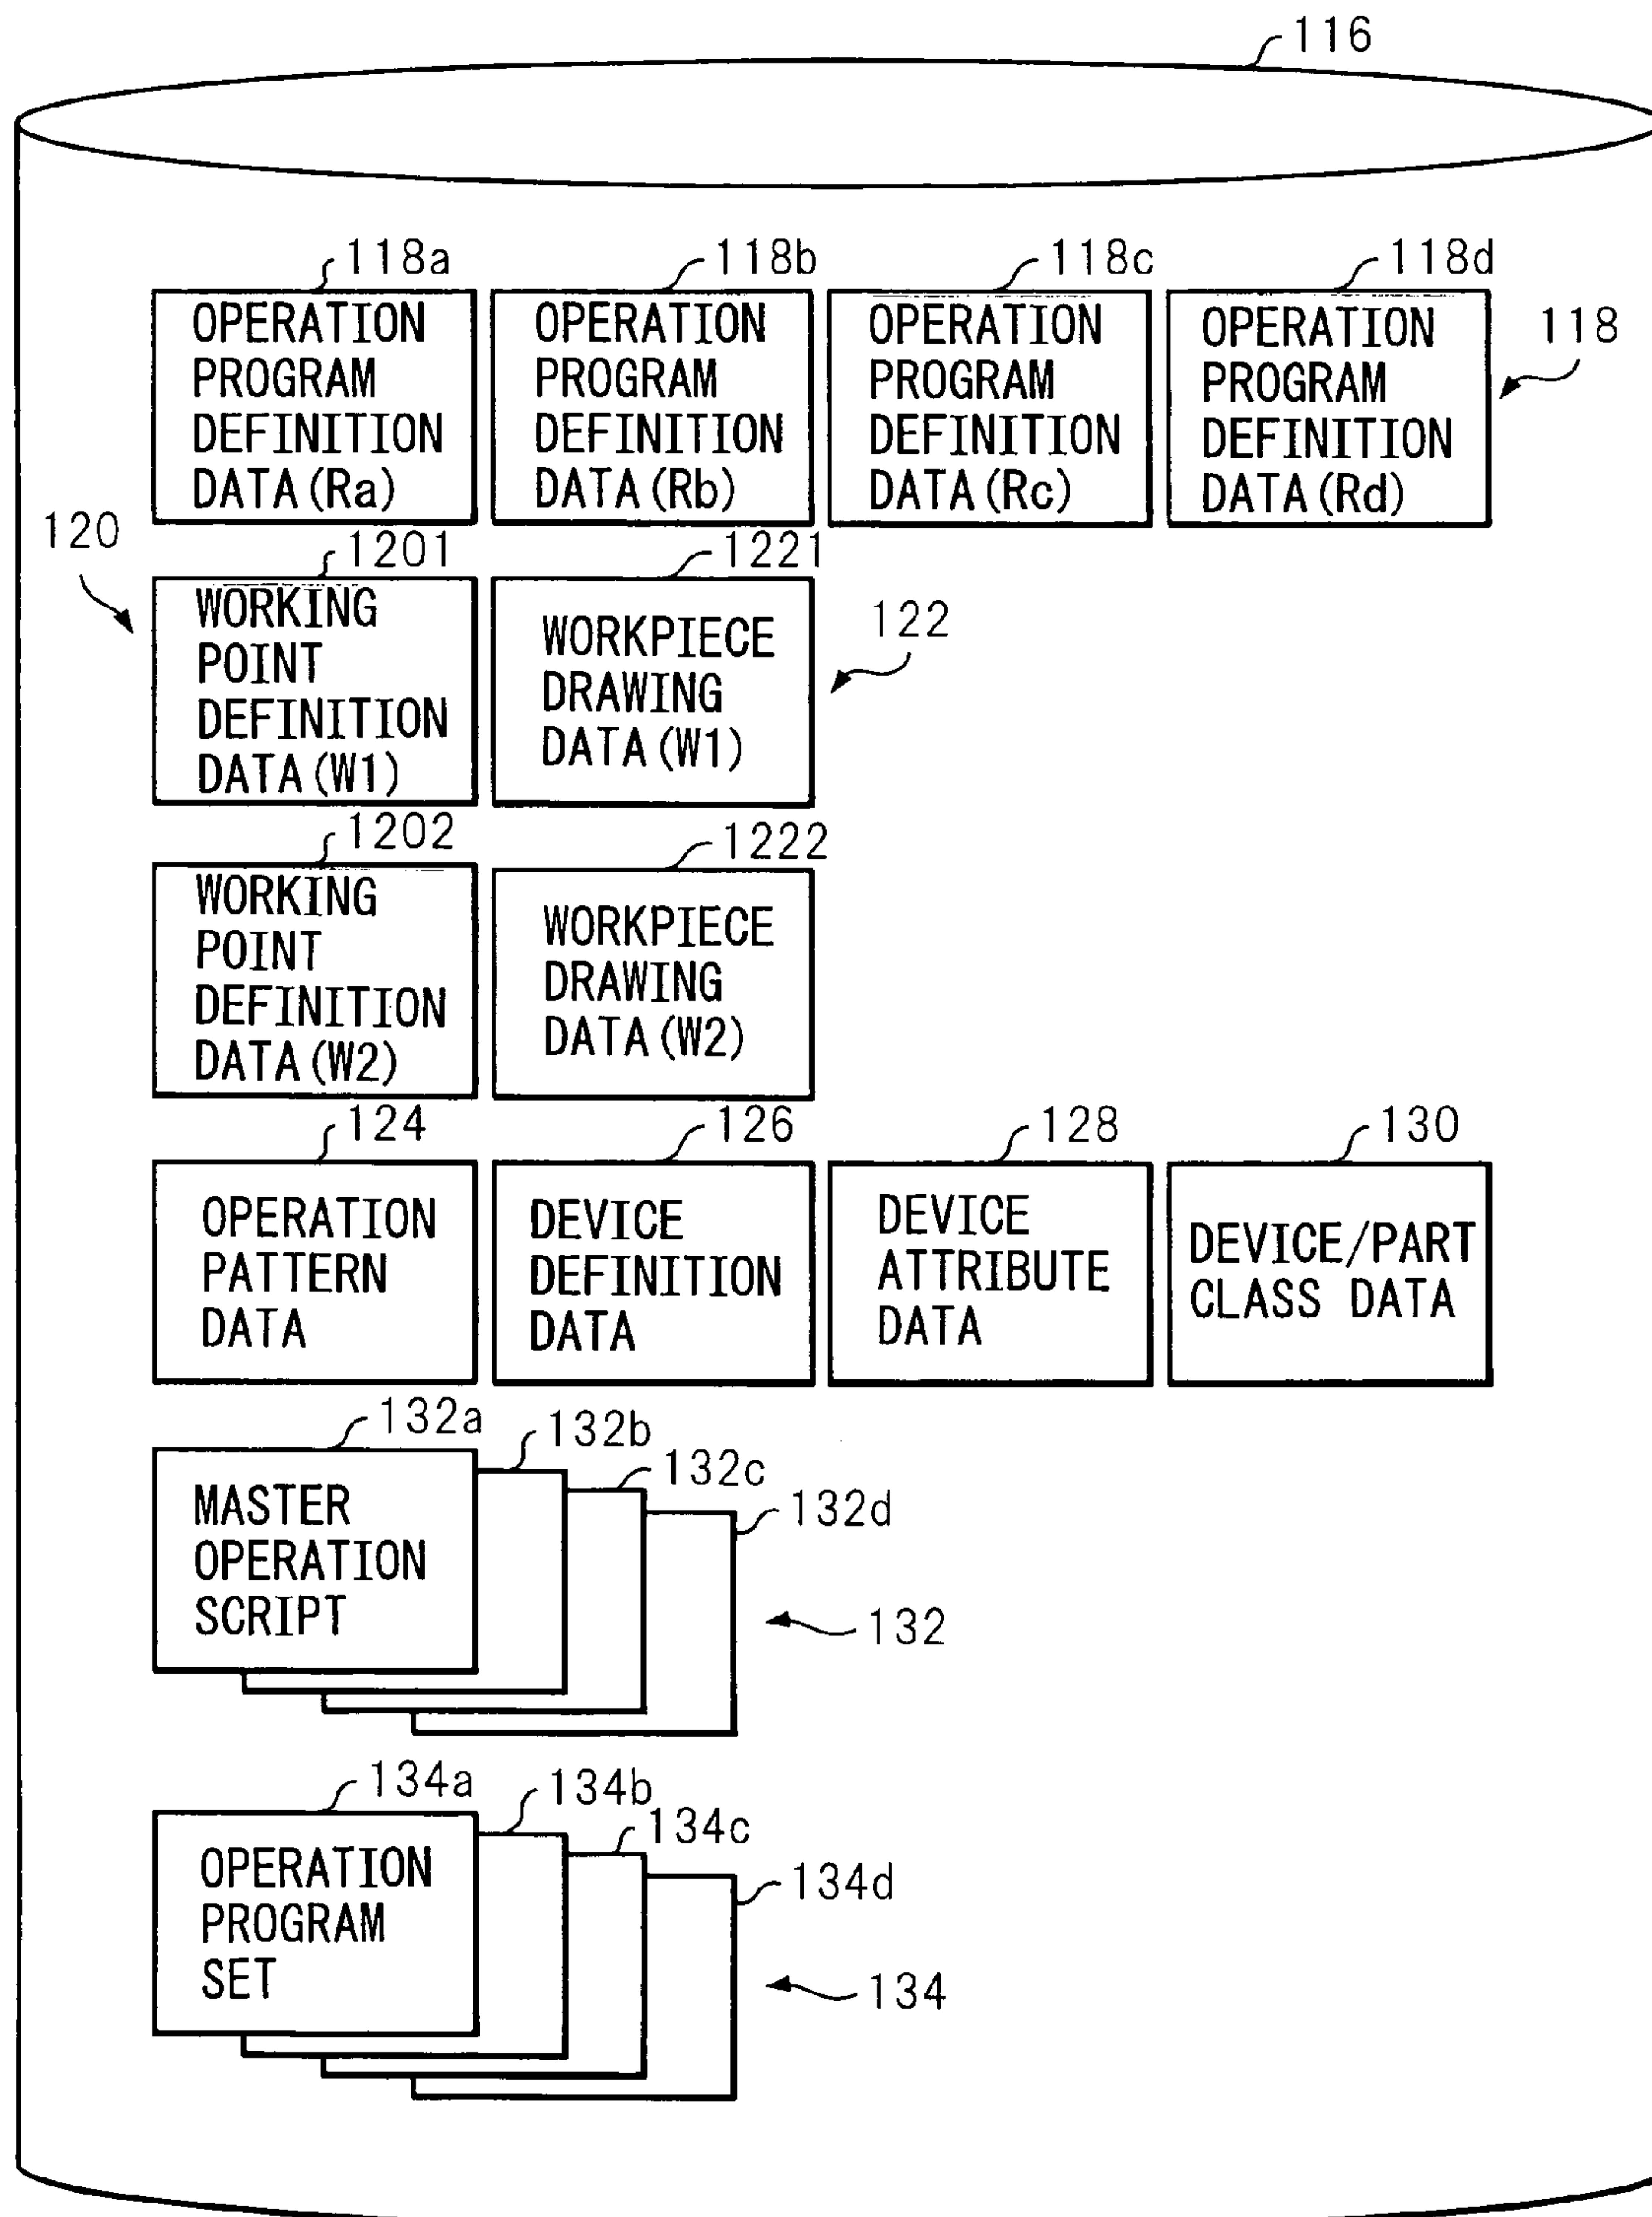 116
118a
118b
118c
118d
OPERATION
PROGRAM
DEFINITION
DATA(Ra)
OPERATION
PROGRAM
DEFINITION
DATA(Rb)
OPERATION
PROGRAM
DEFINITION
DATA(Rc)
OPERATION
PROGRAM
DEFINITION
DATA(Rd)
118
120
1201
1221
WORKING
POINT
DEFINITION
DATA(W1)
WORKPIECE
DRAWING
DATA(W1)
122
1202
1222
WORKING
POINT
DEFINITION
DATA(W2)
WORKPIECE
DRAWING
DATA(W2)
124
126
128
130
OPERATION
PATTERN
DATA
DEVICE
DEFINITION
DATA
DEVICE
ATTRIBUTE
DATA
DEVICE/PART
CLASS DATA
132a
132b
132c
132d
MASTER
OPERATION
SCRIPT
132
134a
134b
134c
134d
OPERATION
PROGRAM
SET
134